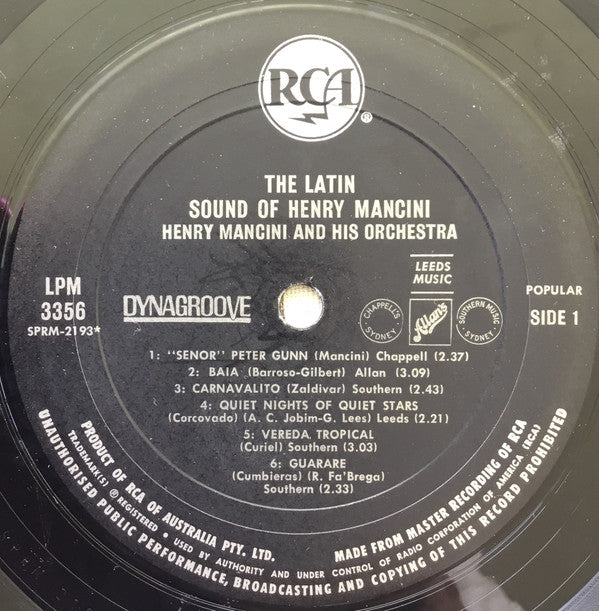 RCA
®
THE LATIN
SOUND OF HENRY MANCINI
HENRY MANCINI AND HIS ORCHESTRA
LPM
3356
SPRM-2193*
DYNAGROOVE
LEEDS
MUSIC
CHAPPELL'S
SYDNEY
Allan's
SOUTHERN MUSIC
SYDNEY
POPULAR
SIDE 1
1: "SENOR" PETER GUNN (Mancini) Chappell (2.37)
2: BAIA (Barroso-Gilbert) Allan (3.09)
3: CARNAVALITO (Zaldivar) Southern (2.43)
4: QUIET NIGHTS OF QUIET STARS
(Corcovado) (A. C. Jobim-G. Lees) Leeds (2.21)
5: VEREDA TROPICAL
(Curiel) Southern (3.03)
6: GUARARE
(Cumbieras) (R. Fa'Brega)
Southern (2.33)
PRODUCT OF RCA OF AUSTRALIA PTY. LTD. MADE FROM MASTER RECORDING OF RCA
TRADEMARK(S) ® REGISTERED • USED BY AUTHORITY AND UNDER CONTROL OF RADIO CORPORATION OF AMERICA (RCA)
UNAUTHORISED PUBLIC PERFORMANCE, BROADCASTING AND COPYING OF THIS RECORD PROHIBITED